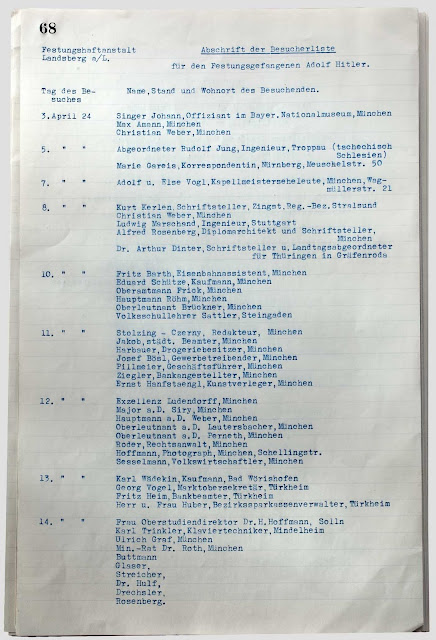 68
Festungshaftanstalt Abschrift der Besucherliste
Landsberg a/L.
für den Festungsgefangenen Adolf Hitler.
Tag des Be- Name,Stand und Wohnort des Besuchenden.
suches
3.April 24 Singer Johann,Offiziant im Bayer.Nationalmuseum,München
Max Amann,München
Christian Weber,München
5. " " Abgeordneter Rudolf Jung,Ingenieur,Troppau (tschechisch
Schlesien)
Marie Gareis,Korrespondentin,Nürnberg,Meuschelstr. 50
7. " " Adolf u. Else Vogl,Kapellmeisterseheleute,München,Wag-
müllerstr. 21
8. " " Kurt Kerlen,Schriftsteller,Zingst,Reg.-Bez.Stralsund
Christian Weber,München
Ludwig Marschand,Ingenieur,Stuttgart
Alfred Rosenberg,Diplomarchitekt und Schriftsteller,
München
Dr. Arthur Dinter,Schriftsteller u.Landtagsabgeordneter
für Thüringen in Gräfenroda
10. " " Fritz Barth,Eisenbahnassistent,München
Eduard Schütze,Kaufmann,München
Oberamtmann Frick,München
Hauptmann Röhm,München
Oberleutnant Brückner,München
Volksschullehrer Sattler,Steingaden
11. " " Stolzing - Czerny, Redakteur, München
Jakob,städt. Beamter,München
Harbauer,Drogeriebesitzer,München
Josef Bösl,Gewerbetreibender,München
Pillmeier,Geschäftsführer,München
Ziegler,Bankangestellter,München
Ernst Hanfstaengl,Kunstverleger,München
12. " " Exzellenz Ludendorff,München
Major a.D. Siry,München
Hauptmann a.D. Weber,München
Oberleutnant a.D. Lautersbacher,München
Oberleutnant a.D. Perneth,München
Roder,Rechtsanwalt,München
Hoffmann,Photograph,München,Schellingstr.
Sesselmann,Volkswirtschaftler,München
13. " " Karl Wädekin,Kaufmann,Bad Wörishofen
Georg Vogel,Marktobersekretär,Türkheim
Fritz Heim,Bankbeamter,Türkheim
Herr u. Frau Huber,Bezirkssparkassenverwalter,Türkheim
14. " " Frau Oberstudiendirektor Dr.H.Hoffmann, Solln
Karl Trinkler,Klaviertechniker,Mindelheim
Ulrich Graf,München
Min.-Rat Dr. Roth,München
Buttmann
Glaser,
Streicher,
Dr. Hulf,
Drechsler,
Rosenberg.